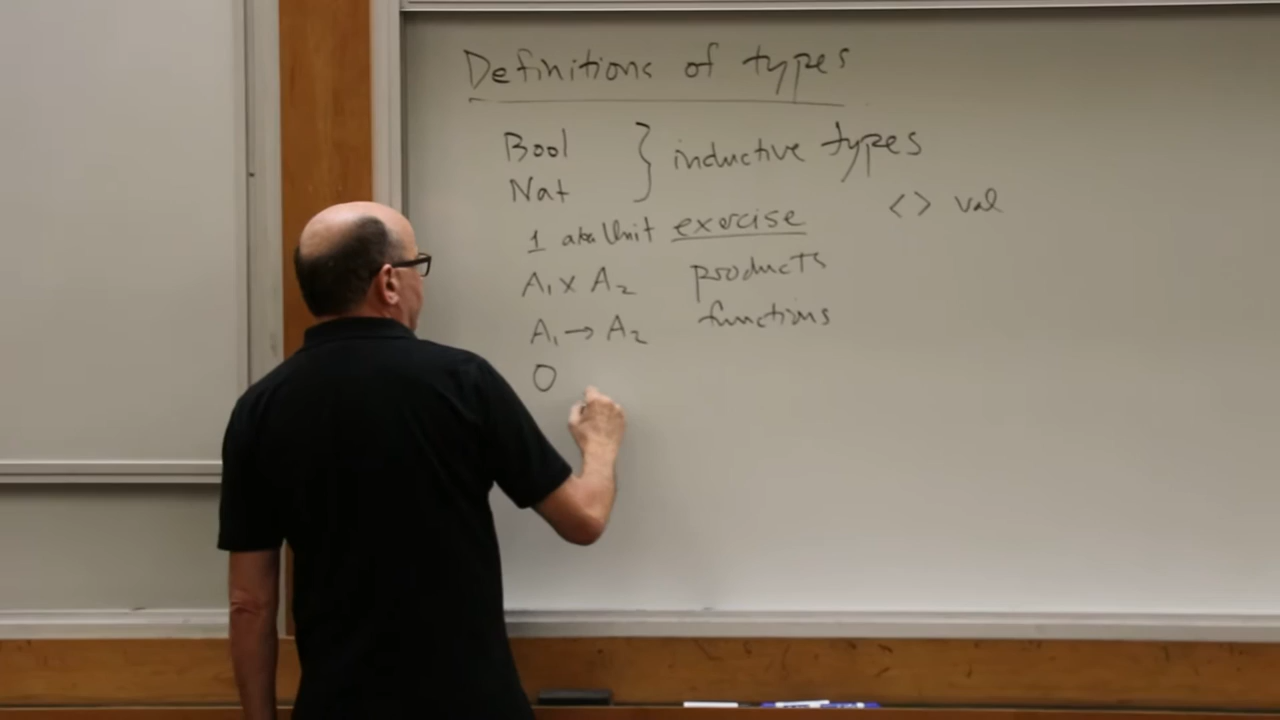 Definitions of types
Bool } inductive types
Nat
1 aka Unit exercise <> val
A₁ x A₂ products
A₁ → A₂ functions
0